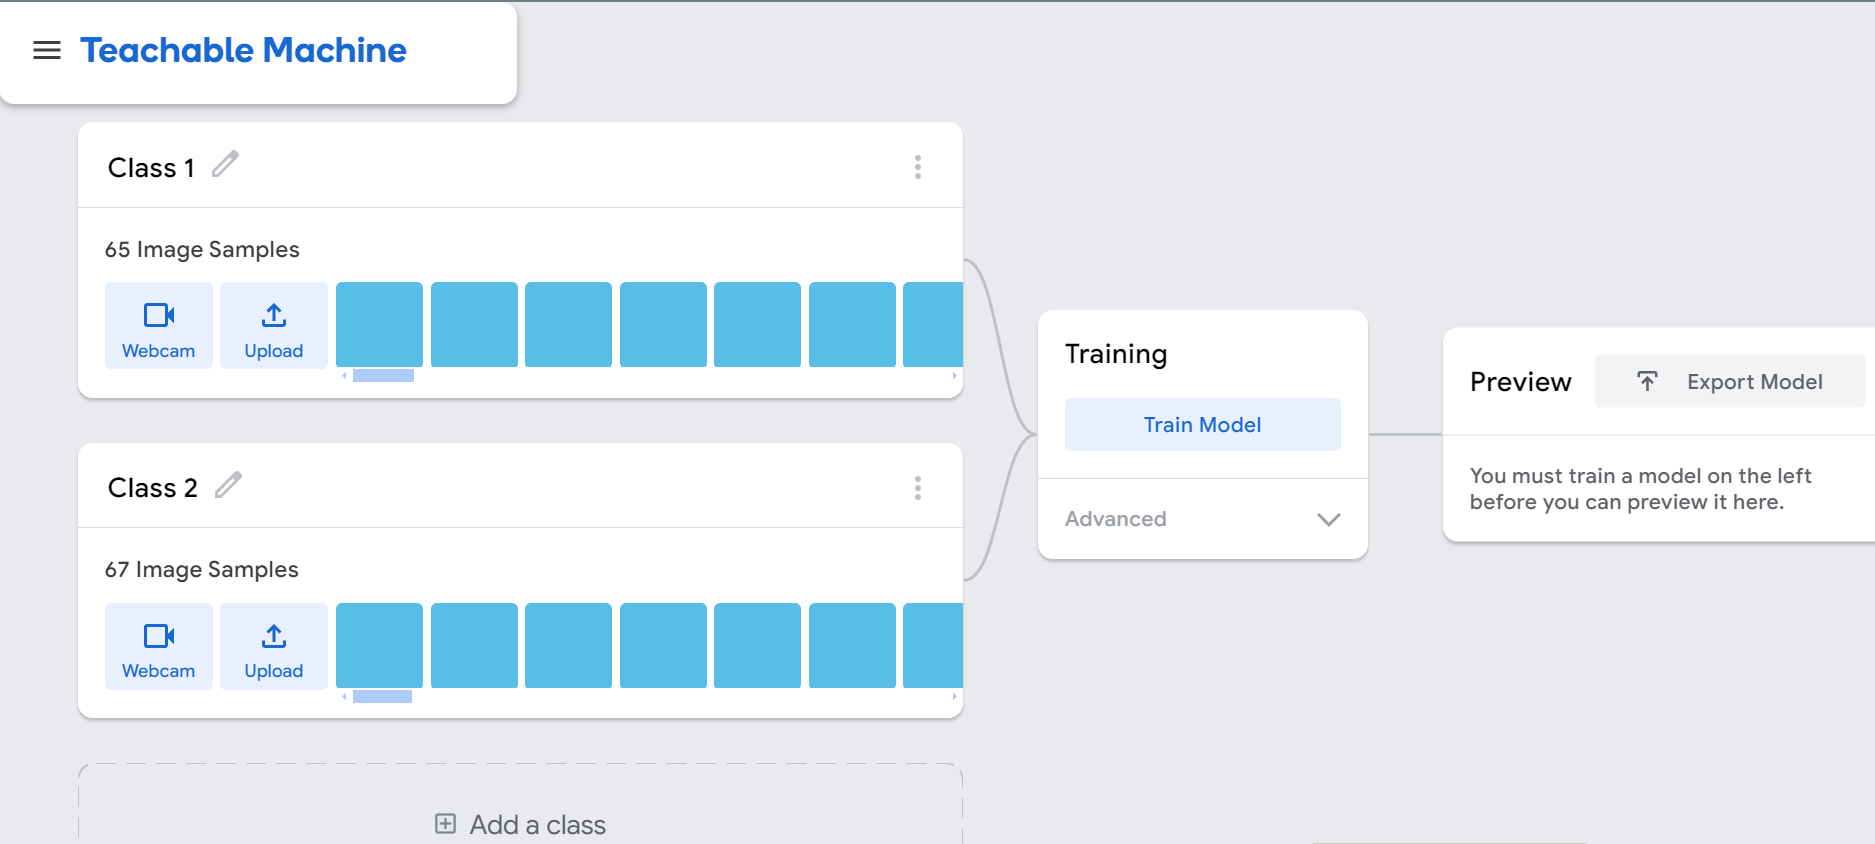 Teachable Machine
Class 1
65 Image Samples
Webcam
Upload
Class 2
67 Image Samples
Webcam
Upload
Add a class
Training
Train Model
Advanced
Preview
Export Model
You must train a model on the left
before you can preview it here.